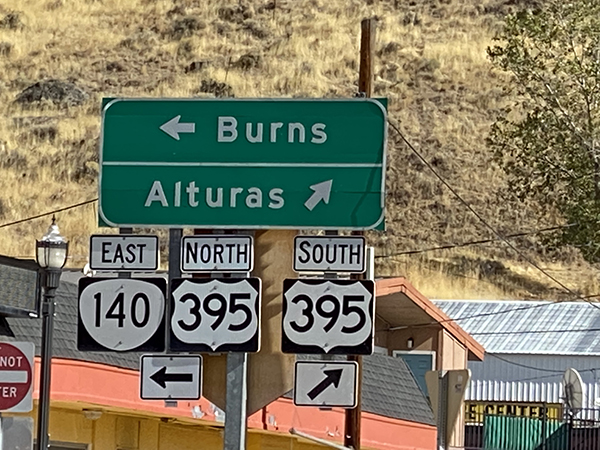 Burns
Alturas
EAST NORTH SOUTH
140 395 395
NOT
TER
CENTER